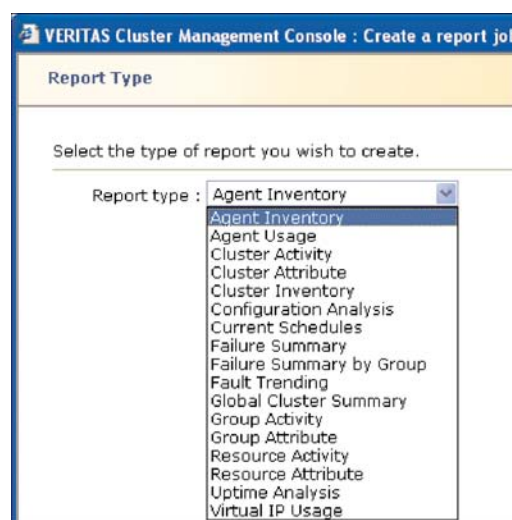 VERITAS Cluster Management Console : Create a report jo
Report Type
Select the type of report you wish to create.
Report type : Agent Inventory
Agent Inventory
Agent Usage
Cluster Activity
Cluster Attribute
Cluster Inventory
Configuration Analysis
Current Schedules
Failure Summary
Failure Summary by Group
Fault Trending
Global Cluster Summary
Group Activity
Group Attribute
Resource Activity
Resource Attribute
Uptime Analysis
Virtual IP Usage